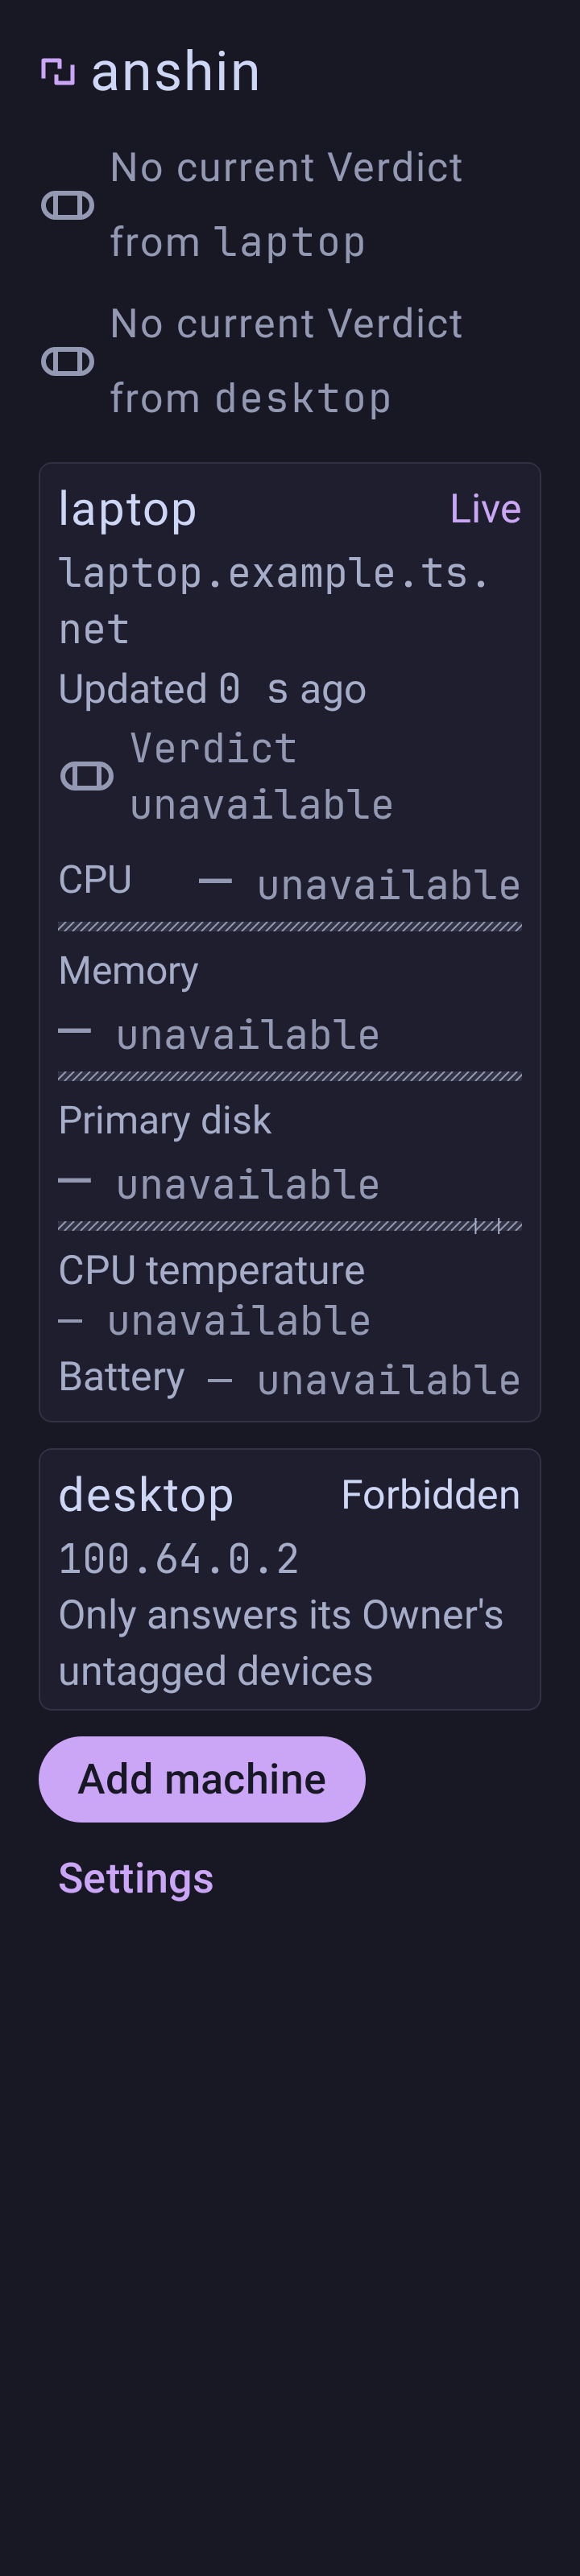 anshin
No current Verdict
from laptop
No current Verdict
from desktop
laptop Live
laptop.example.ts.
net
Updated 0 s ago
Verdict
unavailable
CPU — unavailable
Memory
— unavailable
Primary disk
— unavailable
CPU temperature
— unavailable
Battery — unavailable
desktop Forbidden
100.64.0.2
Only answers its Owner's
untagged devices
Add machine
Settings